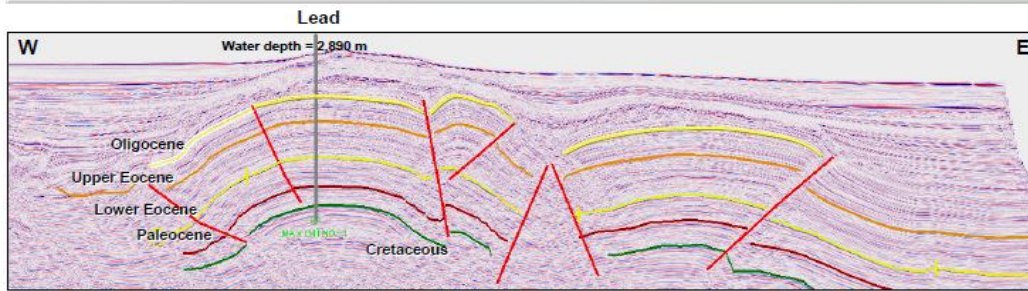 Lead
W
Water depth = 2,890 m
E
Oligocene
Upper Eocene
Lower Eocene
Paleocene
Cretaceous